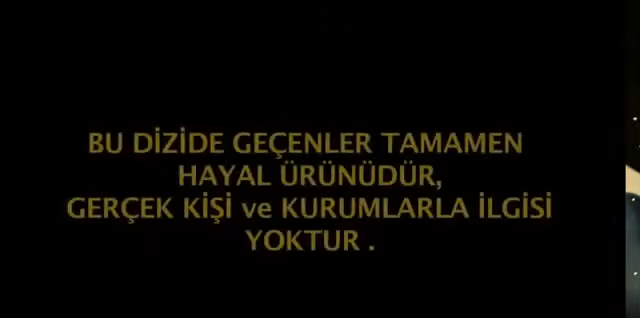 BU DİZİDE GEÇENLER TAMAMEN
HAYAL ÜRÜNÜDÜR,
GERÇEK KİŞİ ve KURUMLARLA İLGİSİ
YOKTUR .